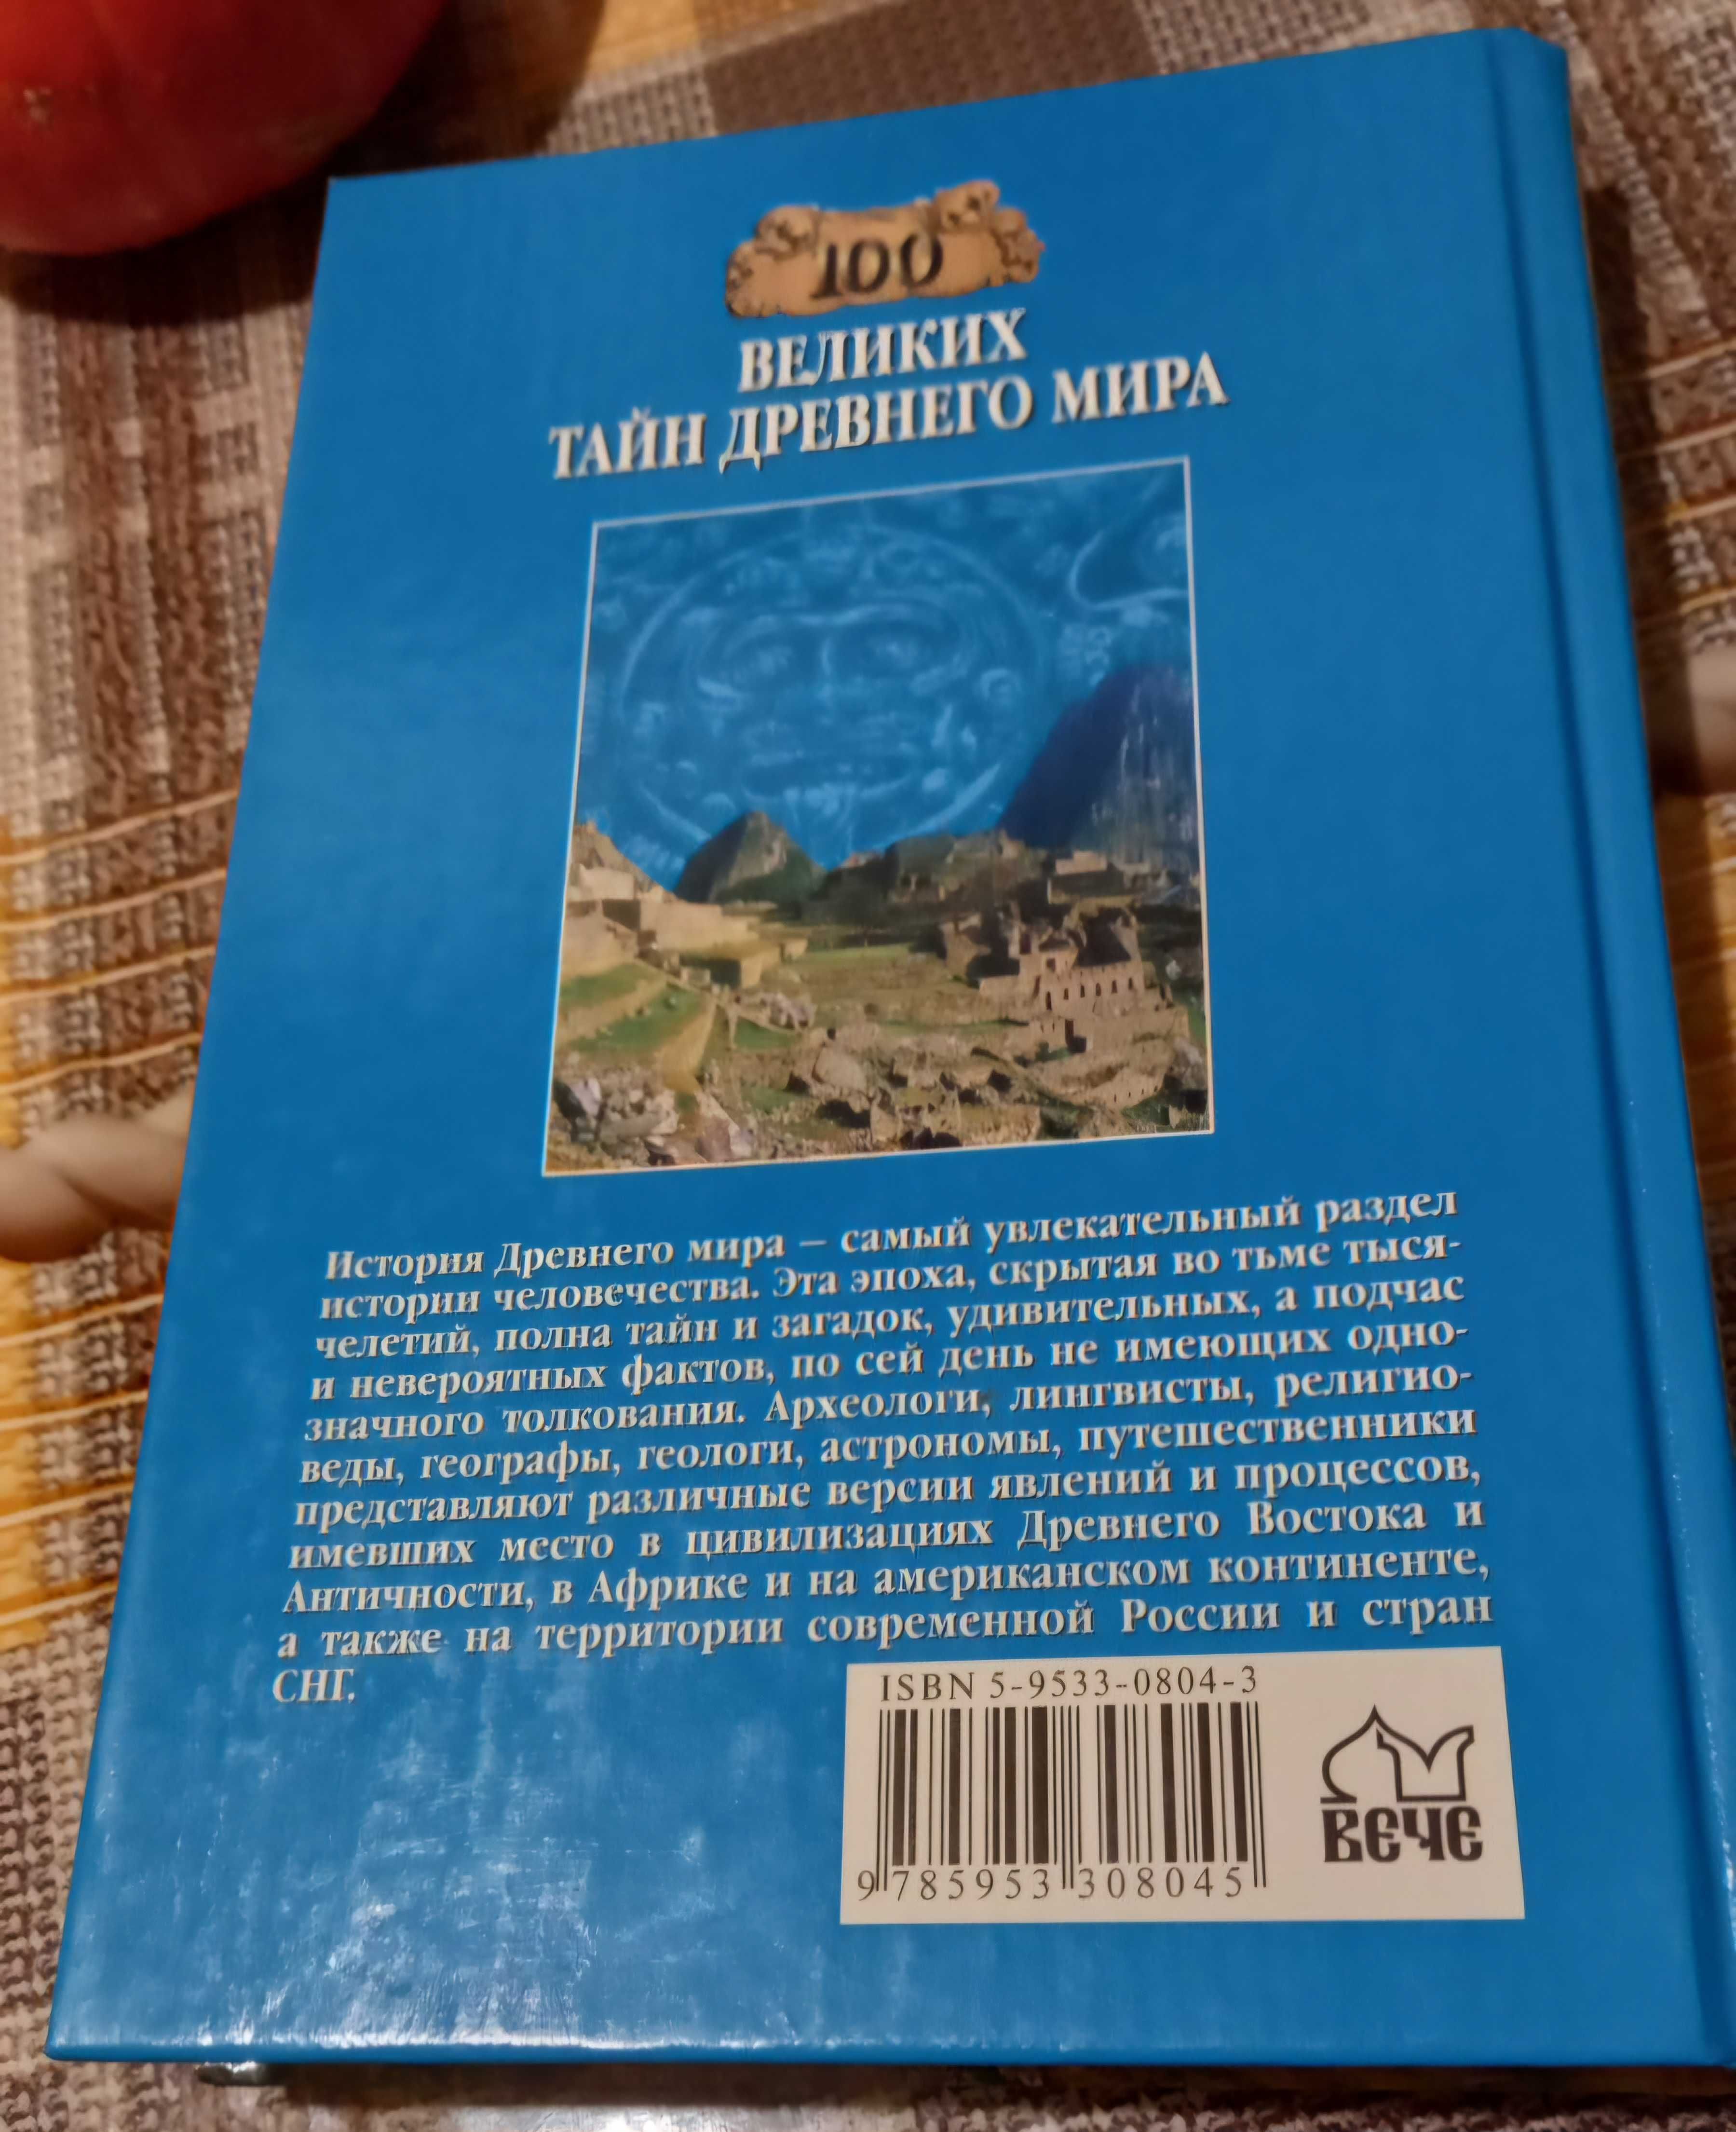 100
ВЕЛИКИХ
ТАЙН ДРЕВНЕГО МИРА
История Древнего мира – самый увлекательный раздел
истории человечества. Эта эпоха, скрытая во тьме тыся-
челетий, полна тайн и загадок, удивительных, а подчас
и невероятных фактов, по сей день не имеющих одно-
значного толкования. Археологи, лингвисты, религио-
веды, географы, геологи, астрономы, путешественники
представляют различные версии явлений и процессов,
имевших место в цивилизациях Древнего Востока и
Античности, в Африке и на американском континенте,
а также на территории современной России и стран
СНГ.
ISBN 5-9533-0804-3
9 785953 308045
ВЕЧЕ